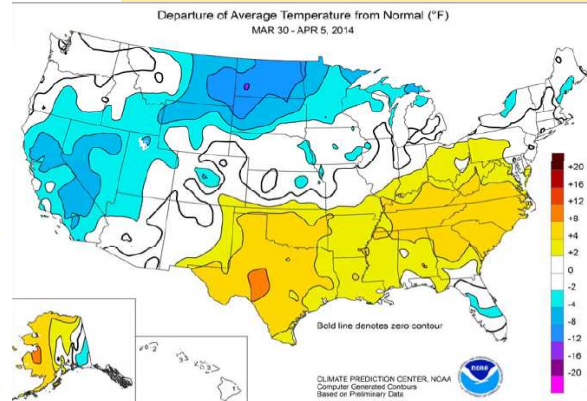 Departure of Average Temperature from Normal (°F)
MAR 30 - APR 5, 2014
+20
+16
+12
+8
+4
+2
0
-2
-4
-8
-12
-16
-20
Bold line denotes zero contour
CLIMATE PREDICTION CENTER, NOAA
Computer Generated Contours
Based on Preliminary Data
NOAA